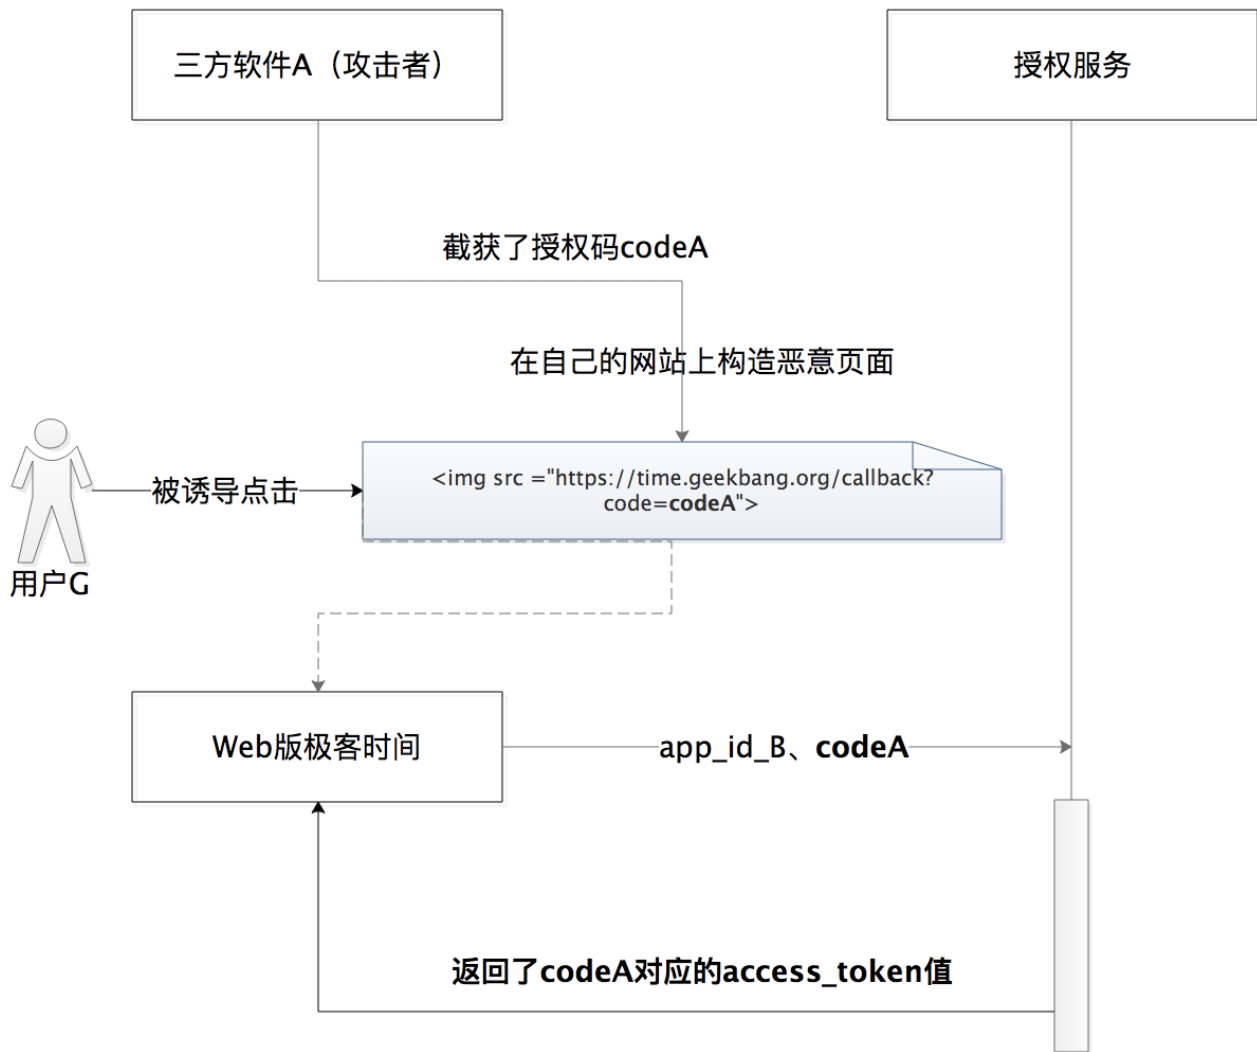 三方软件A（攻击者）
授权服务
截获了授权码codeA
在自己的网站上构造恶意页面
<img src ="https://time.geekbang.org/callback?
code=codeA">
被诱导点击
用户G
Web版极客时间
app_id_B、codeA
返回了codeA对应的access_token值